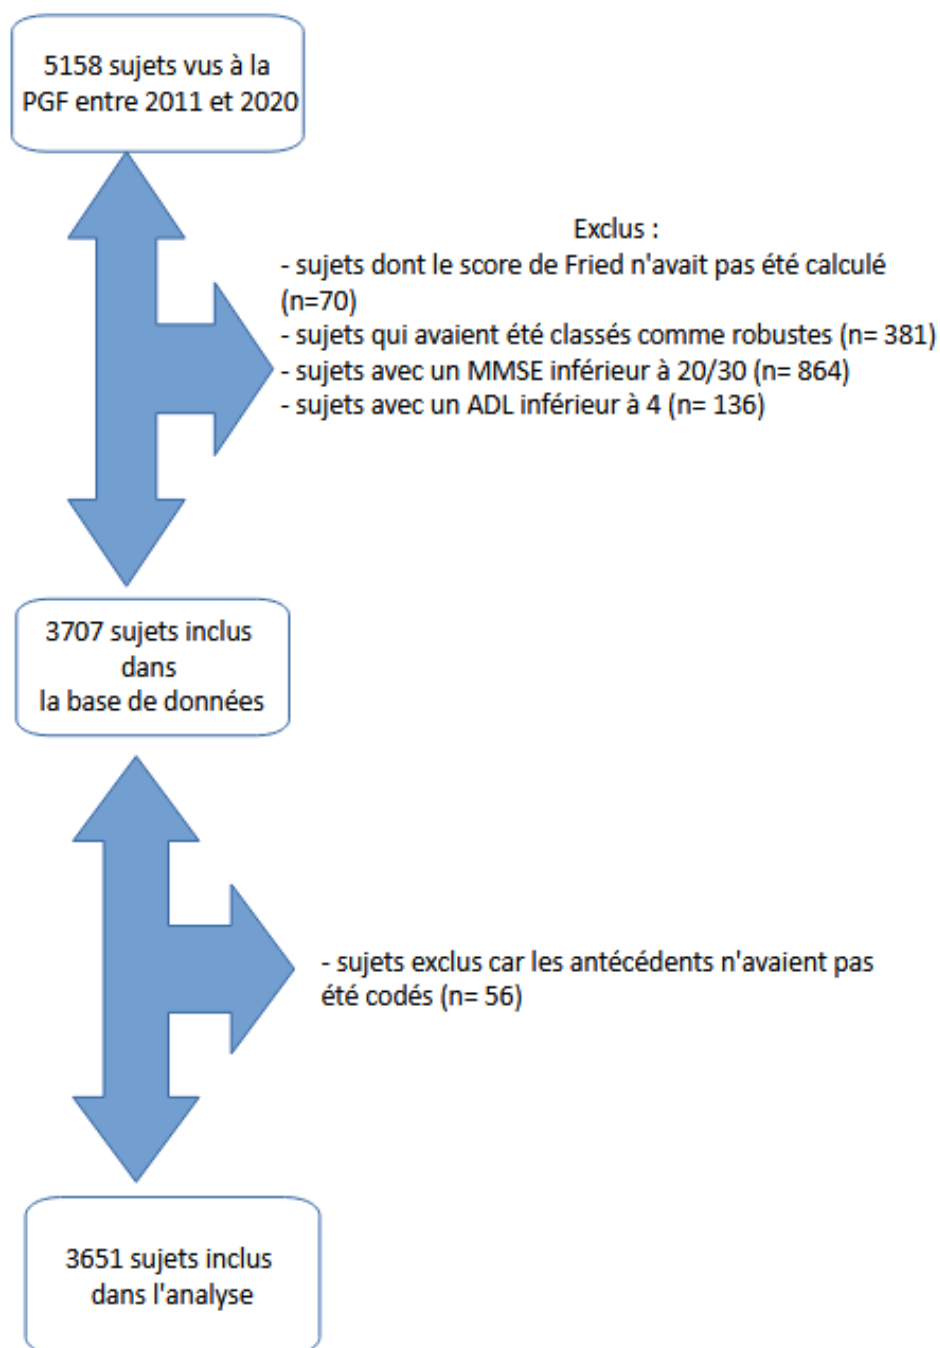 5158 sujets vus à la
PGF entre 2011 et 2020
Exclus :
- sujets dont le score de Fried n'avait pas été calculé
(n=70)
- sujets qui avaient été classés comme robustes (n= 381)
- sujets avec un MMSE inférieur à 20/30 (n= 864)
- sujets avec un ADL inférieur à 4 (n= 136)
3707 sujets inclus
dans
la base de données
- sujets exclus car les antécédents n'avaient pas
été codés (n= 56)
3651 sujets inclus
dans l'analyse